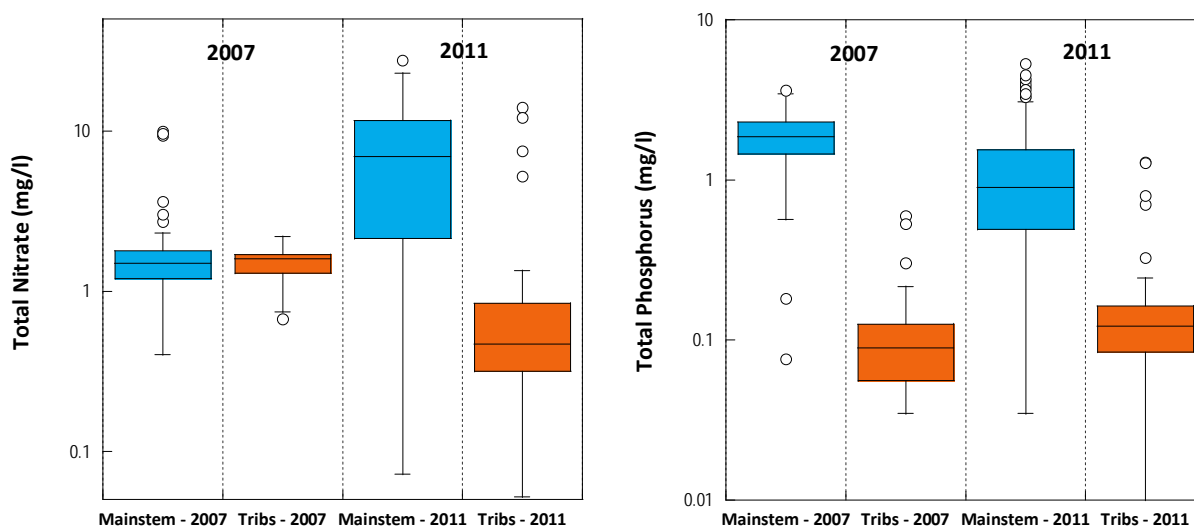 2007
2011
10
1
0.1
Total Nitrate (mg/l)
Mainstem - 2007 Tribs - 2007 Mainstem - 2011 Tribs - 2011
2007
2011
10
1
0.1
0.01
Total Phosphorus (mg/l)
Mainstem - 2007 Tribs - 2007 Mainstem - 2011 Tribs - 2011